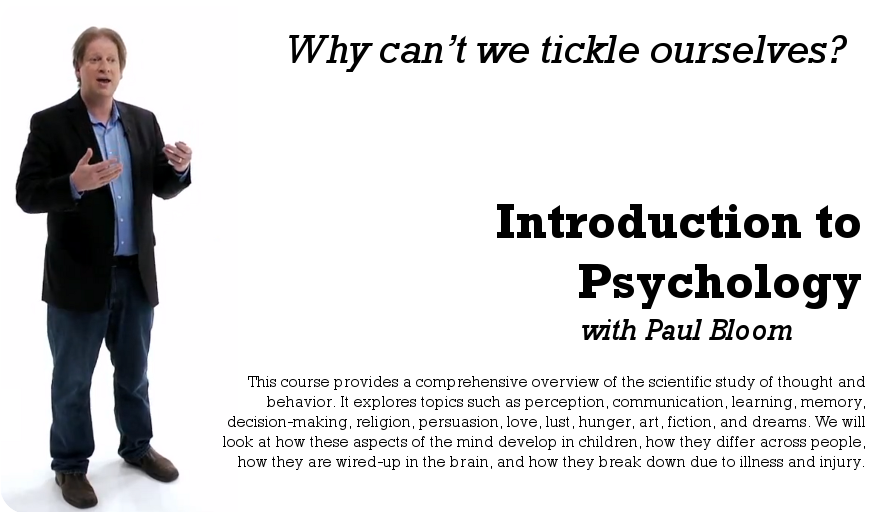 Why can't we tickle ourselves?
Introduction to
Psychology
with Paul Bloom
This course provides a comprehensive overview of the scientific study of thought and
behavior. It explores topics such as perception, communication, learning, memory,
decision-making, religion, persuasion, love, lust, hunger, art, fiction, and dreams. We will
look at how these aspects of the mind develop in children, how they differ across people,
how they are wired-up in the brain, and how they break down due to illness and injury.